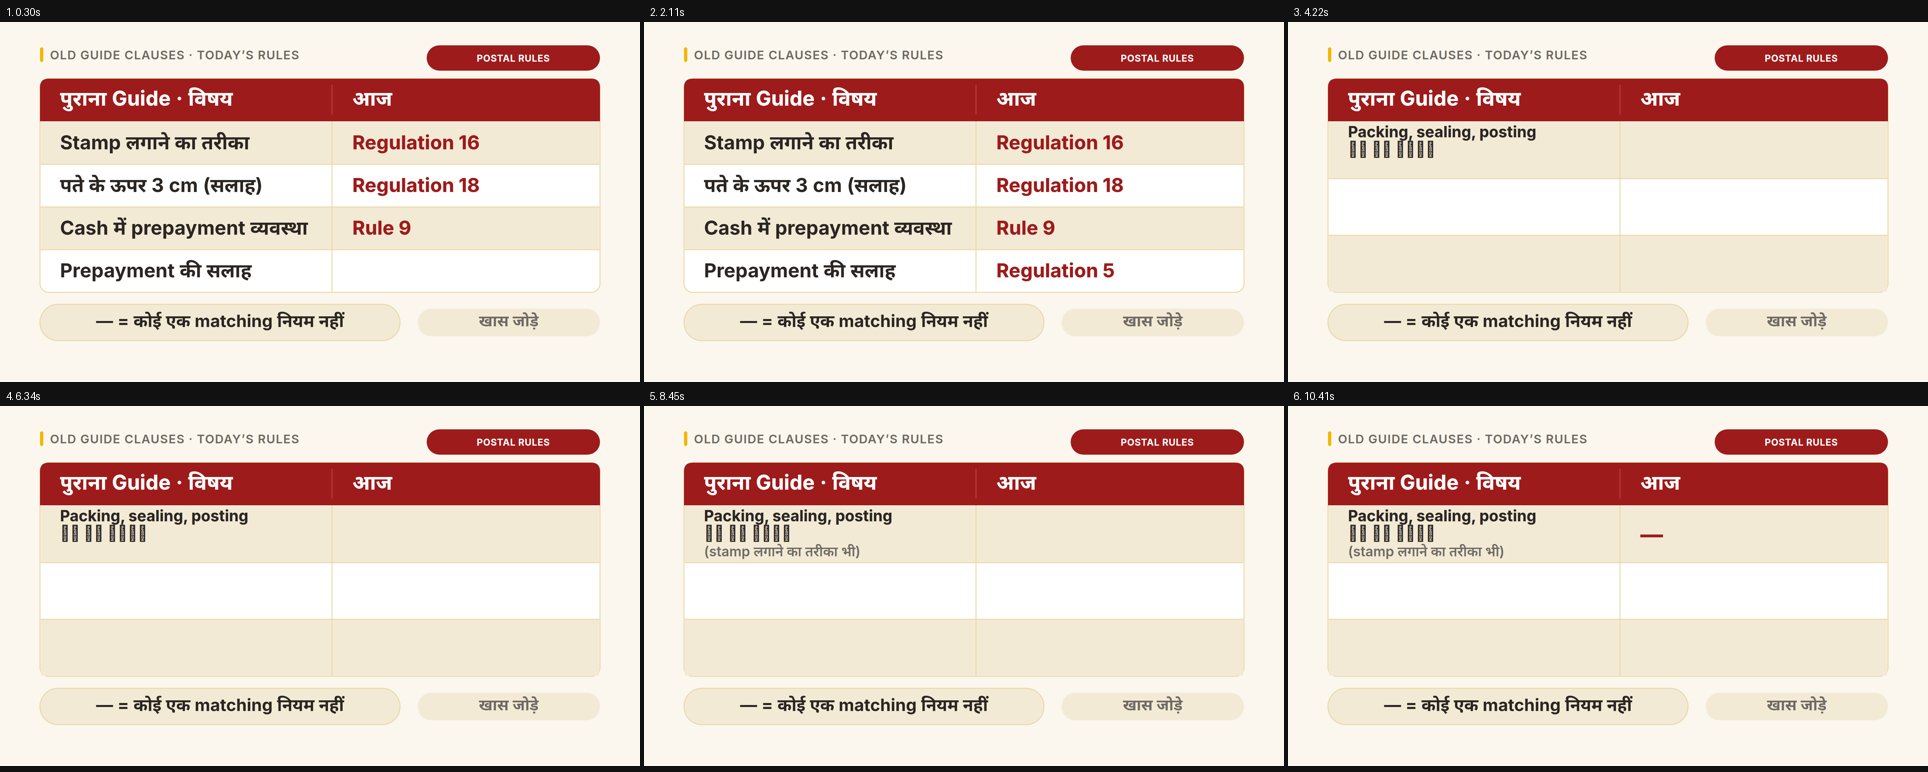 1. 0.30s
OLD GUIDE CLAUSES · TODAY’S RULES
POSTAL RULES
पुराना Guide · विषय
आज
Stamp लगाने का तरीका
Regulation 16
पते के ऊपर 3 cm (सलाह)
Regulation 18
Cash में prepayment व्यवस्था
Rule 9
Prepayment की सलाह
— = कोई एक matching नियम नहीं
खास जोड़े
2. 2.11s
OLD GUIDE CLAUSES · TODAY’S RULES
POSTAL RULES
पुराना Guide · विषय
आज
Stamp लगाने का तरीका
Regulation 16
पते के ऊपर 3 cm (सलाह)
Regulation 18
Cash में prepayment व्यवस्था
Rule 9
Prepayment की सलाह
Regulation 5
— = कोई एक matching नियम नहीं
खास जोड़े
3. 4.22s
OLD GUIDE CLAUSES · TODAY’S RULES
POSTAL RULES
पुराना Guide · विषय
आज
Packing, sealing, posting
— = कोई एक matching नियम नहीं
खास जोड़े
4. 6.34s
OLD GUIDE CLAUSES · TODAY’S RULES
POSTAL RULES
पुराना Guide · विषय
आज
Packing, sealing, posting
— = कोई एक matching नियम नहीं
खास जोड़े
5. 8.45s
OLD GUIDE CLAUSES · TODAY’S RULES
POSTAL RULES
पुराना Guide · विषय
आज
Packing, sealing, posting
(stamp लगाने का तरीका भी)
— = कोई एक matching नियम नहीं
खास जोड़े
6. 10.41s
OLD GUIDE CLAUSES · TODAY’S RULES
POSTAL RULES
पुराना Guide · विषय
आज
Packing, sealing, posting
(stamp लगाने का तरीका भी)
—
— = कोई एक matching नियम नहीं
खास जोड़े